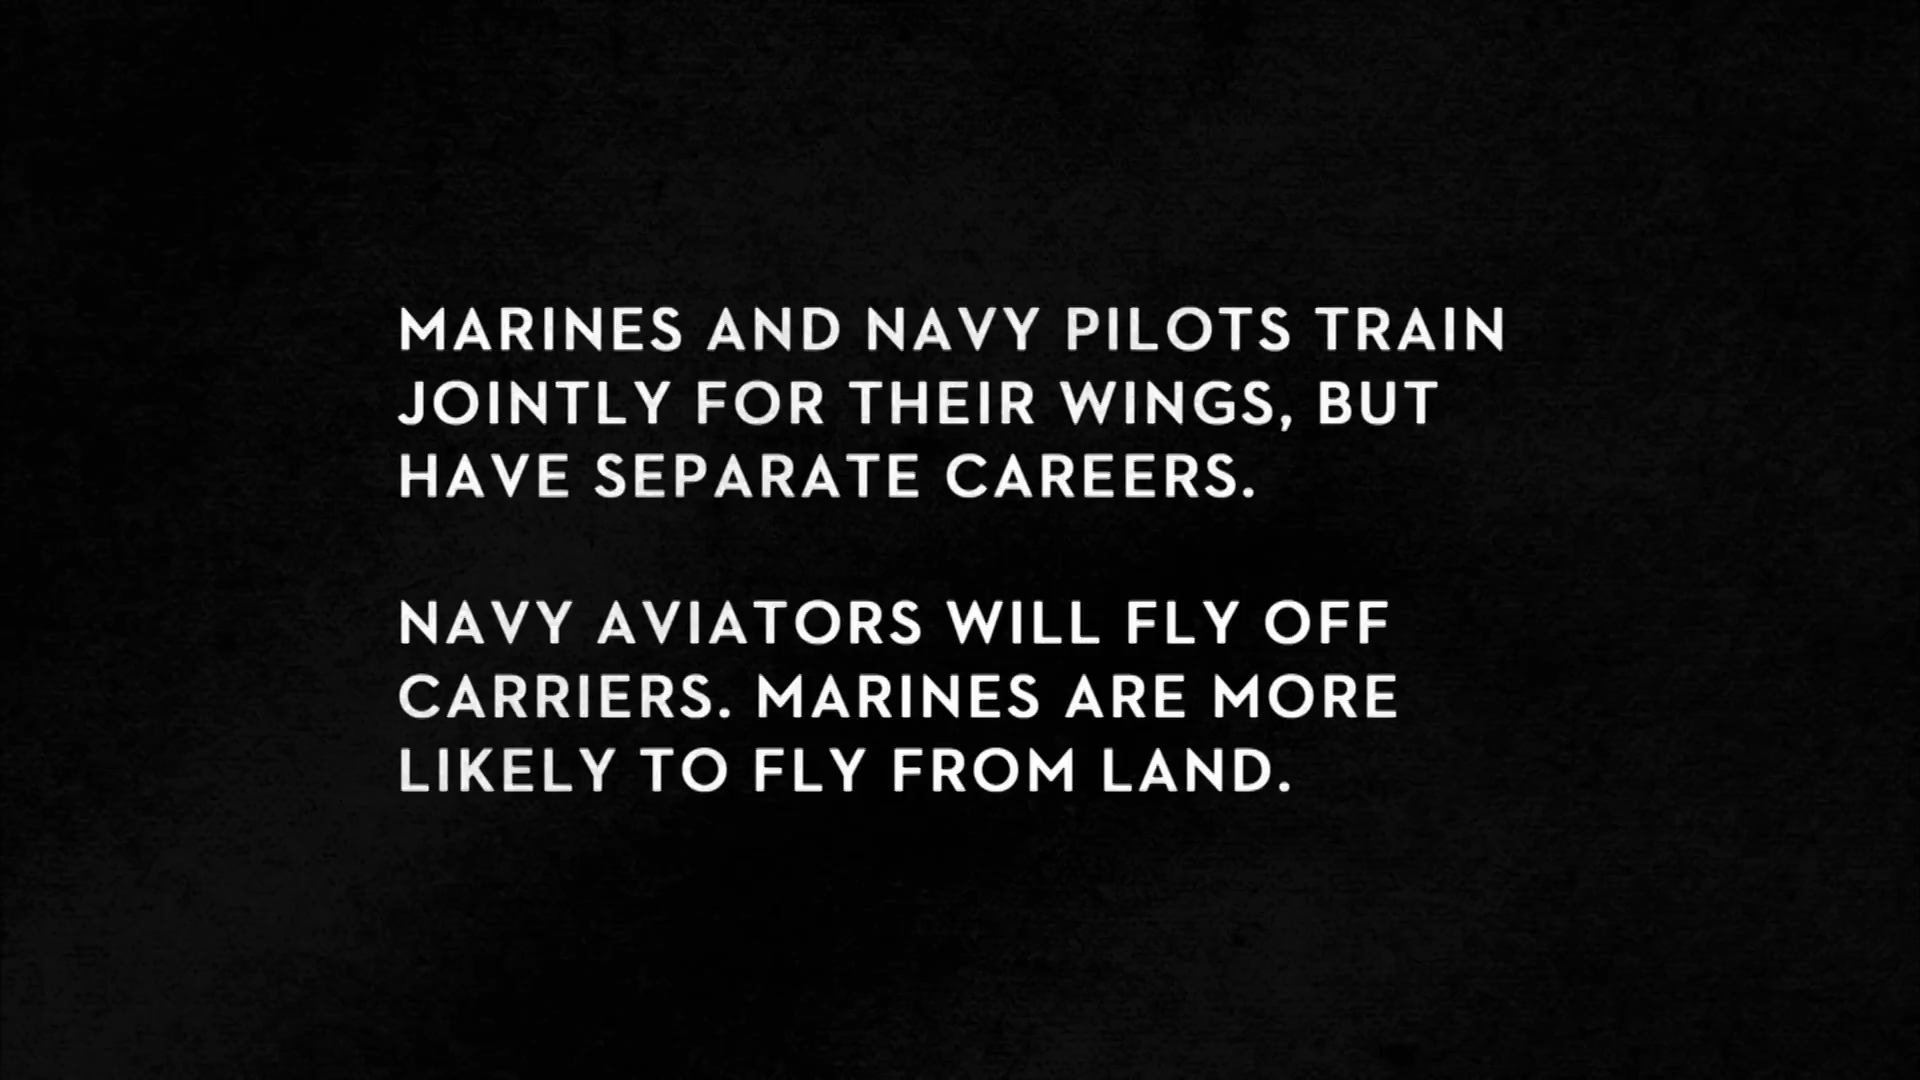 MARINES AND NAVY PILOTS TRAIN
JOINTLY FOR THEIR WINGS, BUT
HAVE SEPARATE CAREERS.
NAVY AVIATORS WILL FLY OFF
CARRIERS. MARINES ARE MORE
LIKELY TO FLY FROM LAND.